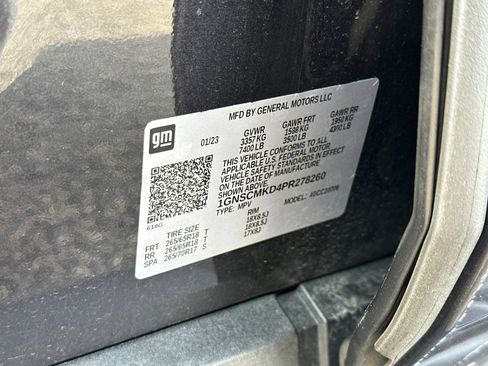 gm
MFD BY GENERAL MOTORS LLC
01/23
GVWR GAWR FRT GAWR RR
3357 KG 1588 KG 1950 KG
7400 LB 3500 LB 4300 LB
THIS VEHICLE CONFORMS TO ALL
APPLICABLE U.S. FEDERAL MOTOR
VEHICLE SAFETY STANDARDS IN EFFECT
ON THE DATE OF MANUFACTURE
SHOWN ABOVE.
1GNSCMKD4PR278260
TYPE: MPV MODEL:
618G
TIRE SIZE RIM
FRT 265/65R18 T 18X8.5J
RR 265/65R18 T 18X8.5J
SPA 265/70R17 S 17X8J